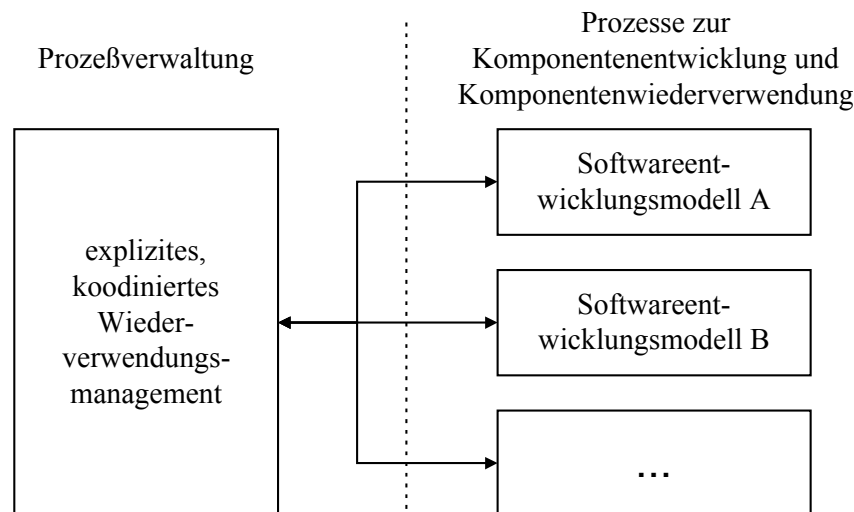 Prozeßverwaltung
Prozesse zur
Komponentenentwicklung und
Komponentenwiederverwendung
explizites,
koodiniertes
Wieder-
verwendungs-
management
Softwareent-
wicklungsmodell A
Softwareent-
wicklungsmodell B
...